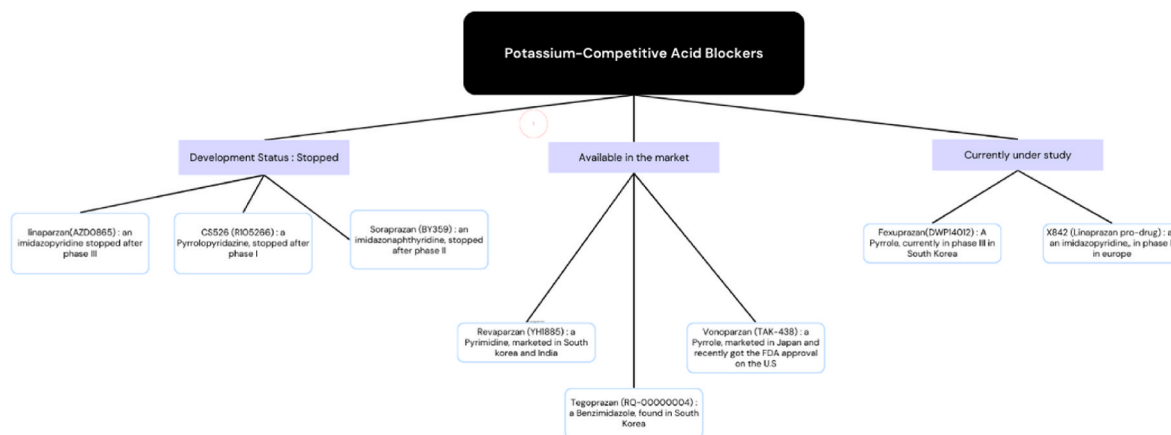 Potassium-Competitive Acid Blockers
Development Status : Stopped
Available in the market
Currently under study
linaparzan(AZD0865) : an
imidazopyridine stopped after
phase III
CS526 (R105266) : a
Pyrrolopyridazine, stopped after
phase I
Soraprazan (BY359) : an
imidazonaphthyridine, stopped
after phase II
Fexuprazan(DWP14012) : A
Pyrrole, currently in phase III in
South Korea
X842 (Linaprazan pro-drug) : a
an imidazopyridine,, in phase
in europe
Revaparzan (YH1885) : a
Pyrimidine, marketed in South
korea and India
Vonoparzan (TAK-438) : a
Pyrrole, marketed in Japan and
recently got the FDA approval
on the U.S
Tegoprazan (RQ-00000004) :
a Benzimidazole, found in South
Korea